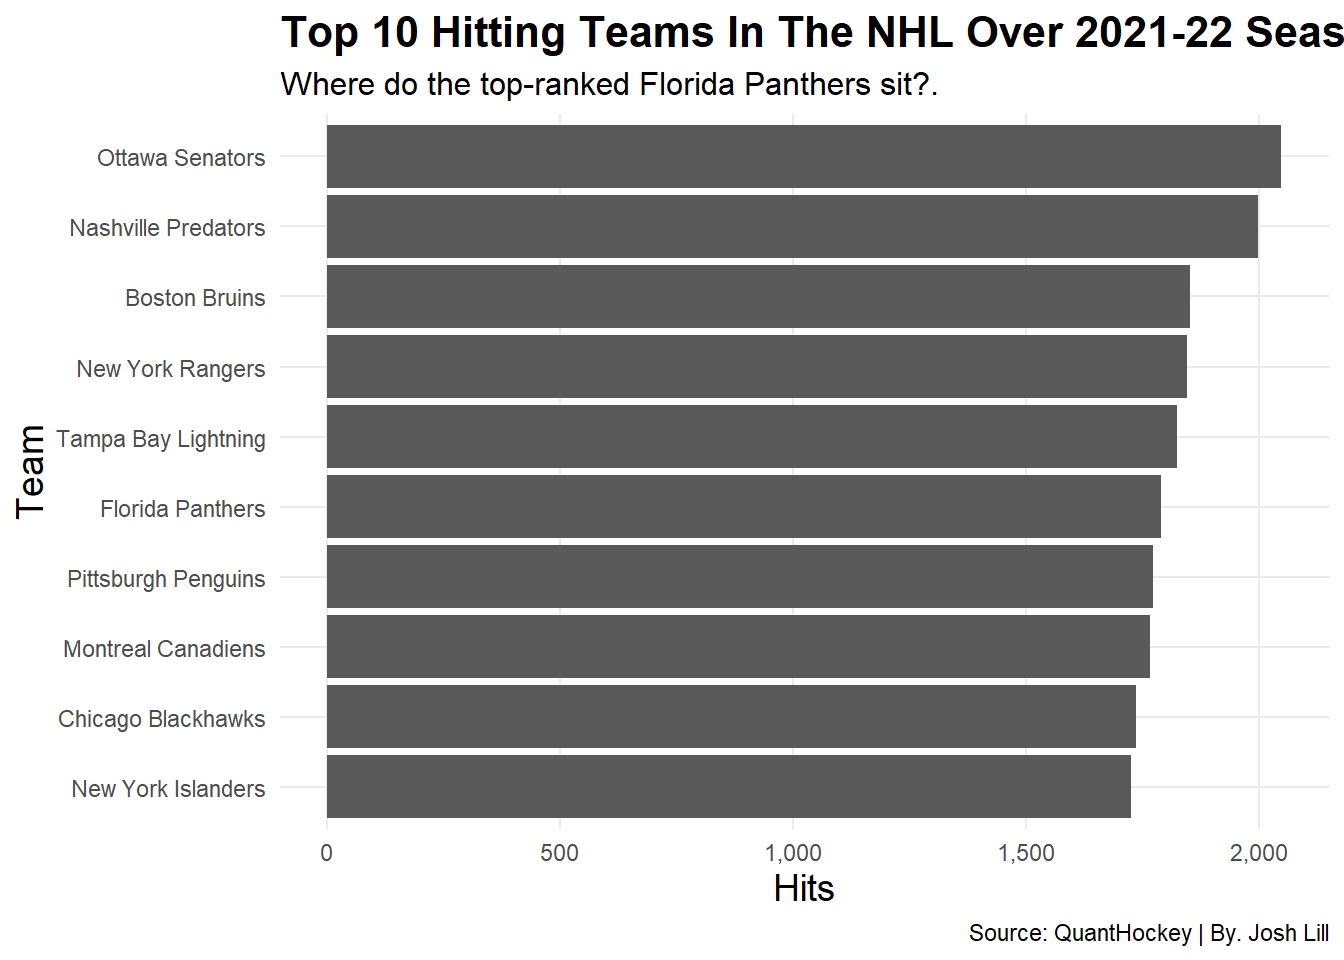 Top 10 Hitting Teams In The NHL Over 2021-22 Seas
Where do the top-ranked Florida Panthers sit?.
Ottawa Senators
Nashville Predators
Boston Bruins
New York Rangers
Tampa Bay Lightning
Florida Panthers
Pittsburgh Penguins
Montreal Canadiens
Chicago Blackhawks
New York Islanders
Team
0 500 1,000 1,500 2,000
Hits
Source: QuantHockey | By. Josh Lill